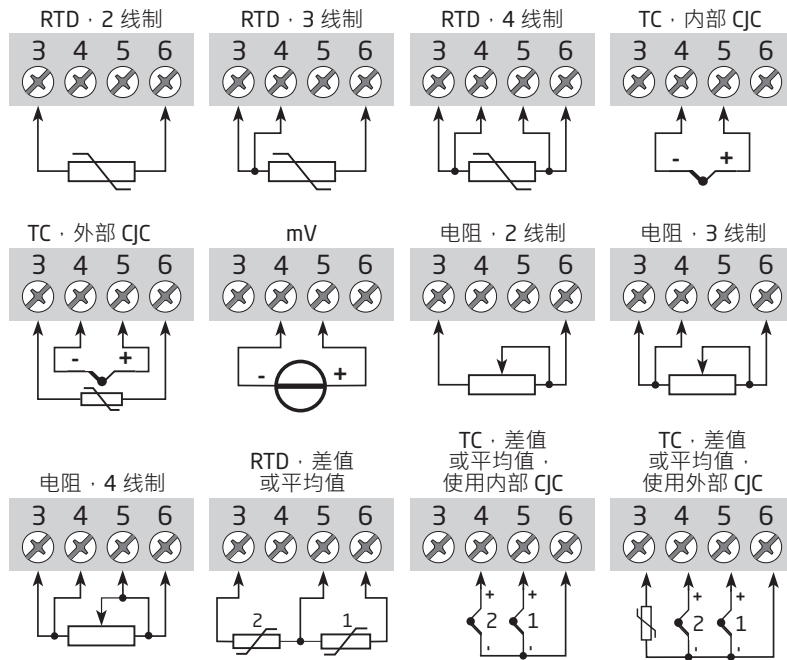 RTD · 2 线制
3 4 5 6
RTD · 3 线制
3 4 5 6
RTD · 4 线制
3 4 5 6
TC · 内部 CJC
3 4 5 6
- +
TC · 外部 CJC
3 4 5 6
- +
mV
3 4 5 6
- +
电阻 · 2 线制
3 4 5 6
电阻 · 3 线制
3 4 5 6
电阻 · 4 线制
3 4 5 6
RTD · 差值
或平均值
3 4 5 6
2 1
TC · 差值
或平均值 ·
使用内部 CJC
3 4 5 6
+ +
2 1
- -
TC · 差值
或平均值 ·
使用外部 CJC
3 4 5 6
+ +
2 1
- -